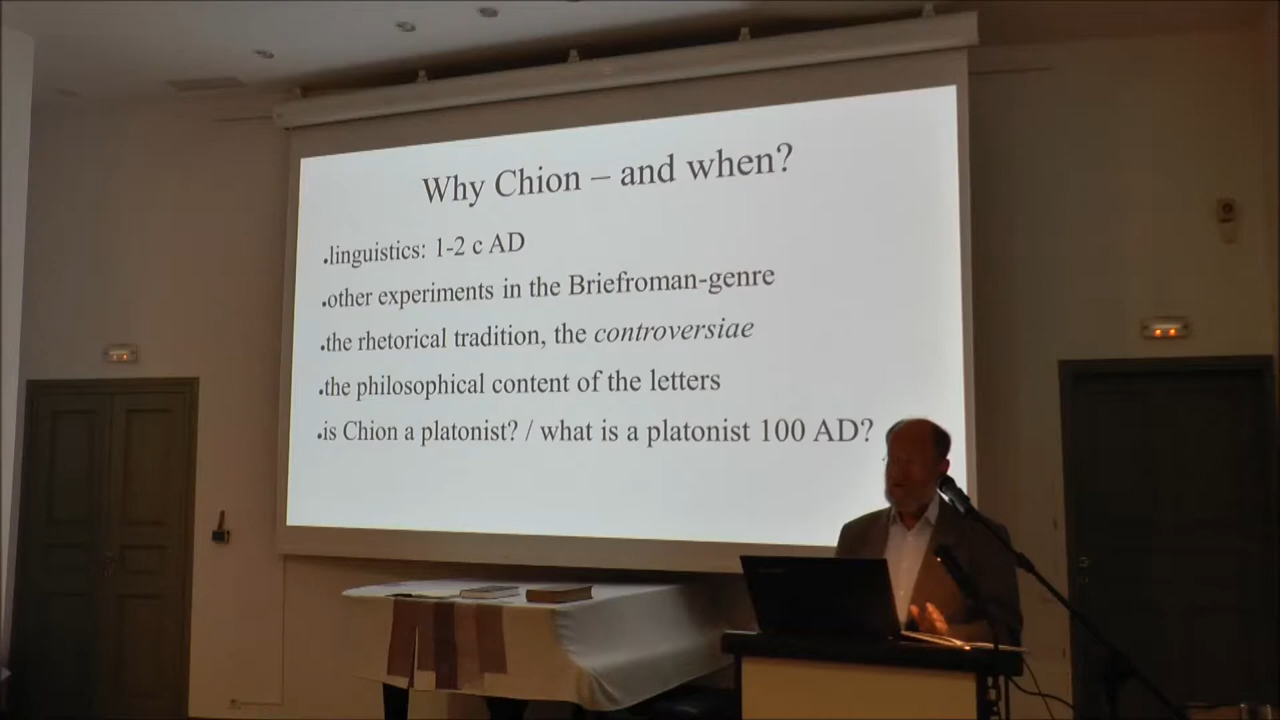 Why Chion – and when?
•linguistics: 1-2 c AD
•other experiments in the Briefroman-genre
•the rhetorical tradition, the controversiae
•the philosophical content of the letters
•is Chion a platonist? / what is a platonist 100 AD?